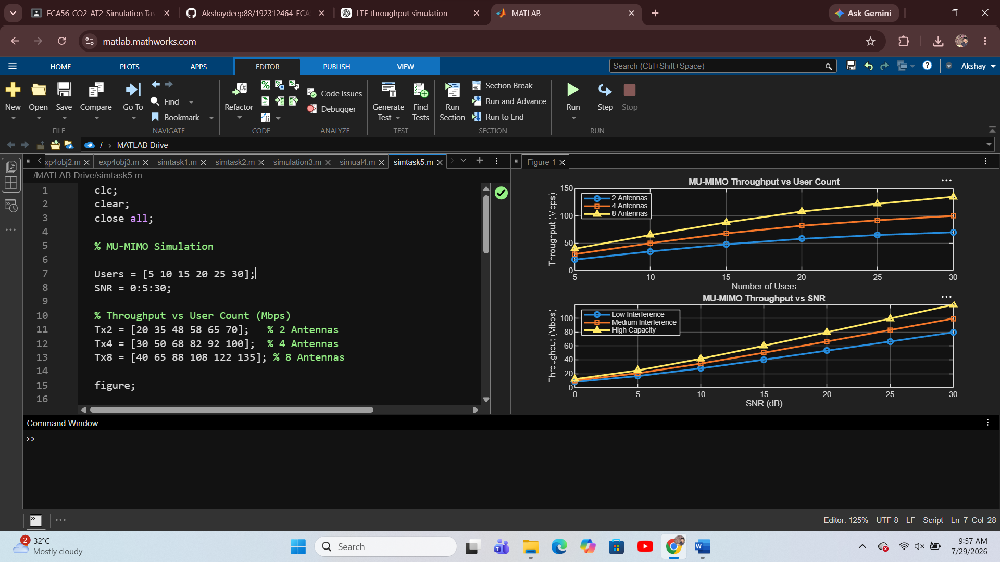 ECA56_CO2_AT2-Simulation Tas
Akshaydeep88/192312464-ECA
LTE throughput simulation
MATLAB
Ask Gemini
matlab.mathworks.com
HOME
PLOTS
APPS
EDITOR
PUBLISH
VIEW
Search (Ctrl+Shift+Space)
Akshay
New
Open
Save
Compare
FILE
Go To
Find
Bookmark
NAVIGATE
Refactor
CODE
Code Issues
Debugger
ANALYZE
Generate
Test
Find
Tests
TEST
Run
Section
Section Break
Run and Advance
Run to End
SECTION
Run
Step
Stop
RUN
/ › MATLAB Drive
xp4obj2.m
exp4obj3.m
simtask1.m
simtask2.m
simulation3.m
simual4.m
simtask5.m
/MATLAB Drive/simtask5.m
1 clc;
2 clear;
3 close all;
4
5 % MU-MIMO Simulation
6
7 Users = [5 10 15 20 25 30];
8 SNR = 0:5:30;
9
10 % Throughput vs User Count (Mbps)
11 Tx2 = [20 35 48 58 65 70]; % 2 Antennas
12 Tx4 = [30 50 68 82 92 100]; % 4 Antennas
13 Tx8 = [40 65 88 108 122 135]; % 8 Antennas
14
15 figure;
16
Figure 1
MU-MIMO Throughput vs User Count
Throughput (Mbps)
150
100
50
0
2 Antennas
4 Antennas
8 Antennas
5 10 15 20 25 30
Number of Users
MU-MIMO Throughput vs SNR
Throughput (Mbps)
100
80
60
40
20
0
Low Interference
Medium Interference
High Capacity
0 5 10 15 20 25 30
SNR (dB)
Command Window
>>
Editor: 125% UTF-8 LF Script Ln 7 Col 28
2
32°C
Mostly cloudy
Search
9:57 AM
7/29/2026